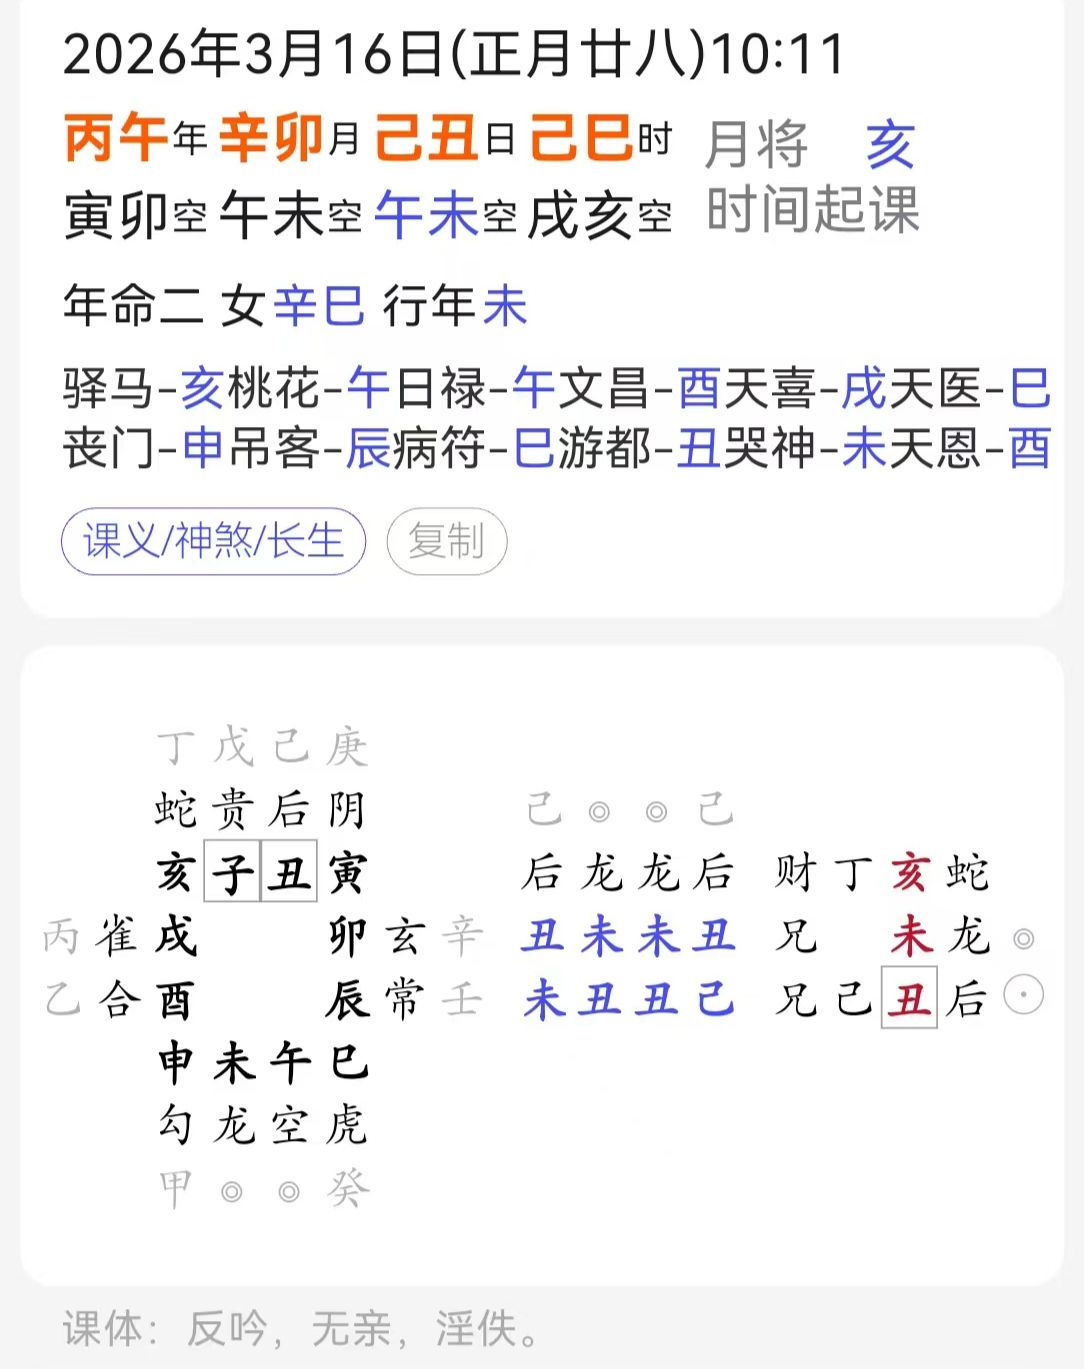 2026年3月16日(正月廿八)10:11
丙午年 辛卯月 己丑日 己巳时 月将 亥
寅卯空 午未空 午未空 戌亥空 时间起课
年命二 女辛巳 行年未
驿马-亥桃花-午日禄-午文昌-酉天喜-戌天医-巳
丧门-申吊客-辰病符-巳游都-丑哭神-未天恩-酉
课义/神煞/长生 复制
丁戊己庚
蛇贵后阴 己◎◎己
亥子丑寅 后龙龙后 财丁亥蛇
丙雀戌 卯玄辛 丑未未丑 兄 未龙◎
乙合酉 辰常壬 未丑丑己 兄己丑后⊙
申未午巳
勾龙空虎
甲◎◎癸
课体：反吟，无亲，淫佚。